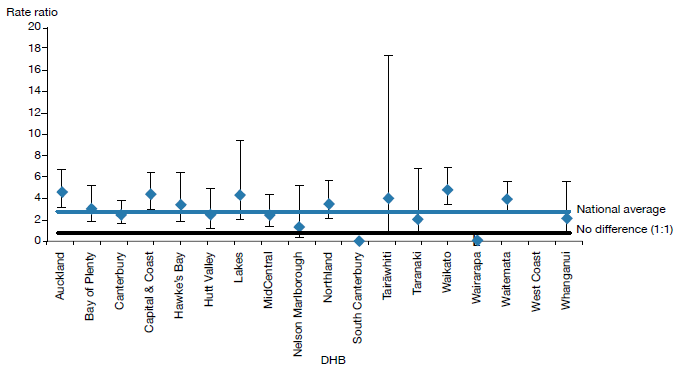 Rate ratio
20
18
16
14
12
10
8
6
4
2
0
National average
No difference (1:1)
Auckland
Bay of Plenty
Canterbury
Capital & Coast
Hawke's Bay
Hutt Valley
Lakes
MidCentral
Nelson Marlborough
Northland
South Canterbury
Tairāwhiti
Taranaki
Waikato
Wairarapa
Waitemata
West Coast
Whanganui
DHB